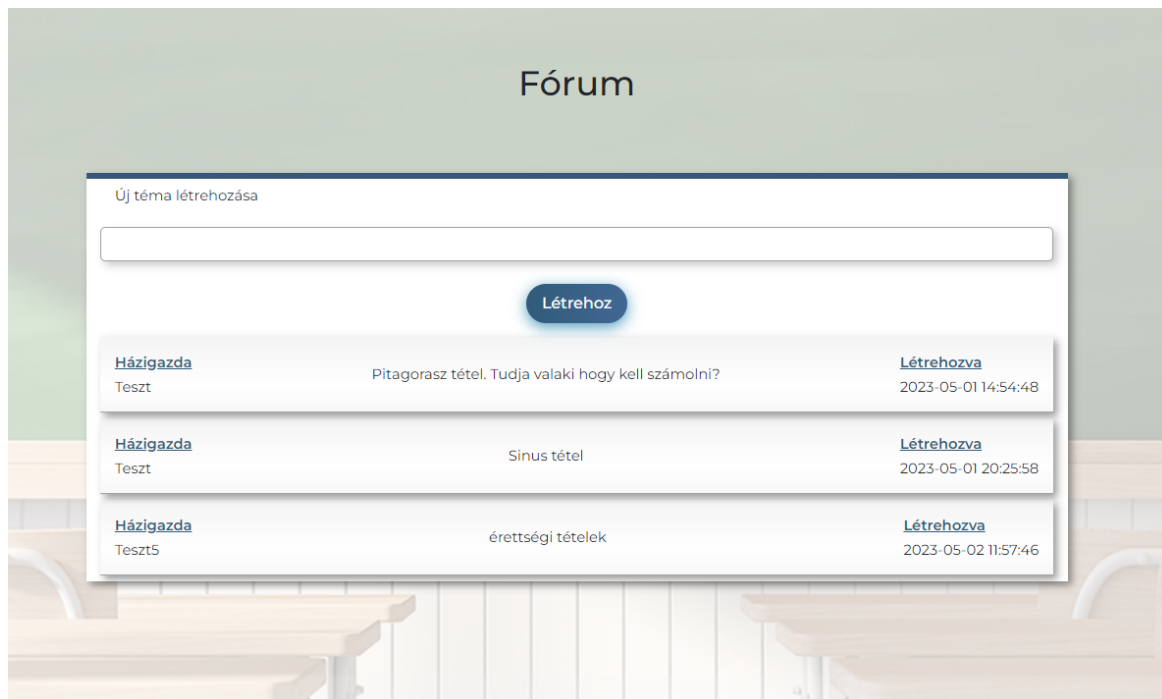 Fórum
Új téma létrehozása
Létrehoz
Házigazda
Teszt
Pitagorasz tétel. Tudja valaki hogy kell számolni?
Létrehozva
2023-05-01 14:54:48
Házigazda
Teszt
Sinus tétel
Létrehozva
2023-05-01 20:25:58
Házigazda
Teszt5
érettségi tételek
Létrehozva
2023-05-02 11:57:46